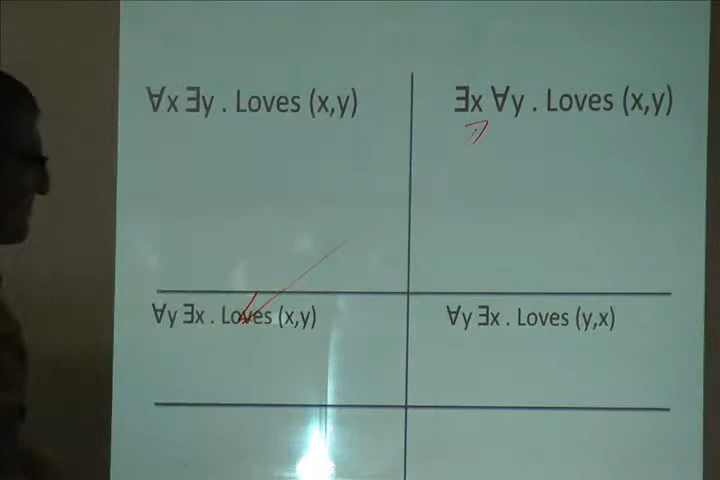 ∀x ∃y . Loves (x,y)
∃x ∀y . Loves (x,y)
∀y ∃x . Loves (x,y)
∀y ∃x . Loves (y,x)